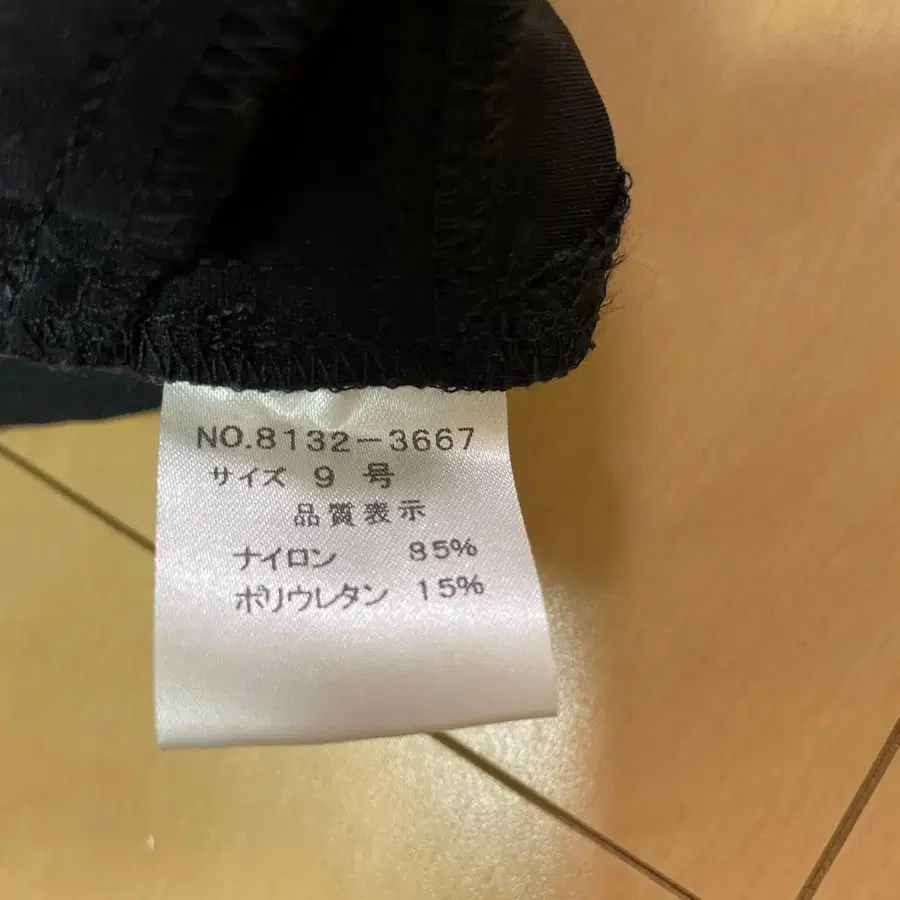 NO.8132-3667
サイズ 9 号
品質表示
ナイロン 85%
ポリウレタン 15%